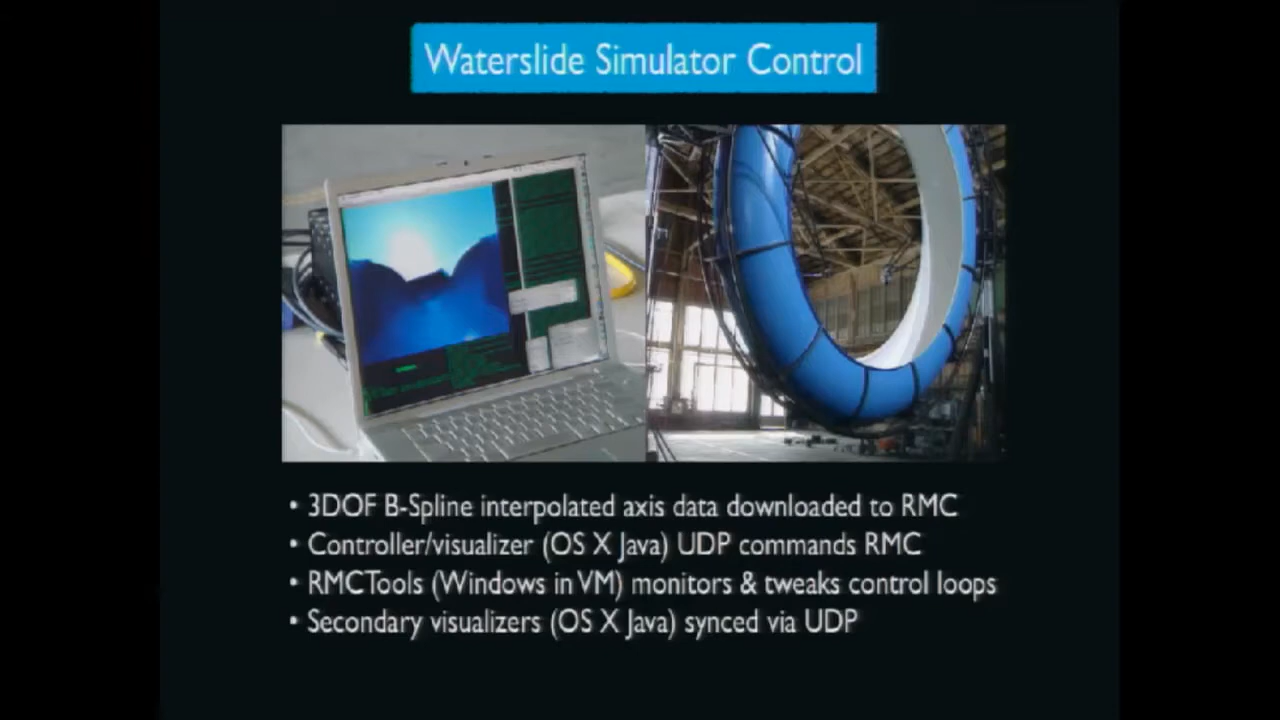 Waterslide Simulator Control
• 3DOF B-Spline interpolated axis data downloaded to RMC
• Controller/visualizer (OS X Java) UDP commands RMC
• RMCTools (Windows in VM) monitors & tweaks control loops
• Secondary visualizers (OS X Java) synced via UDP